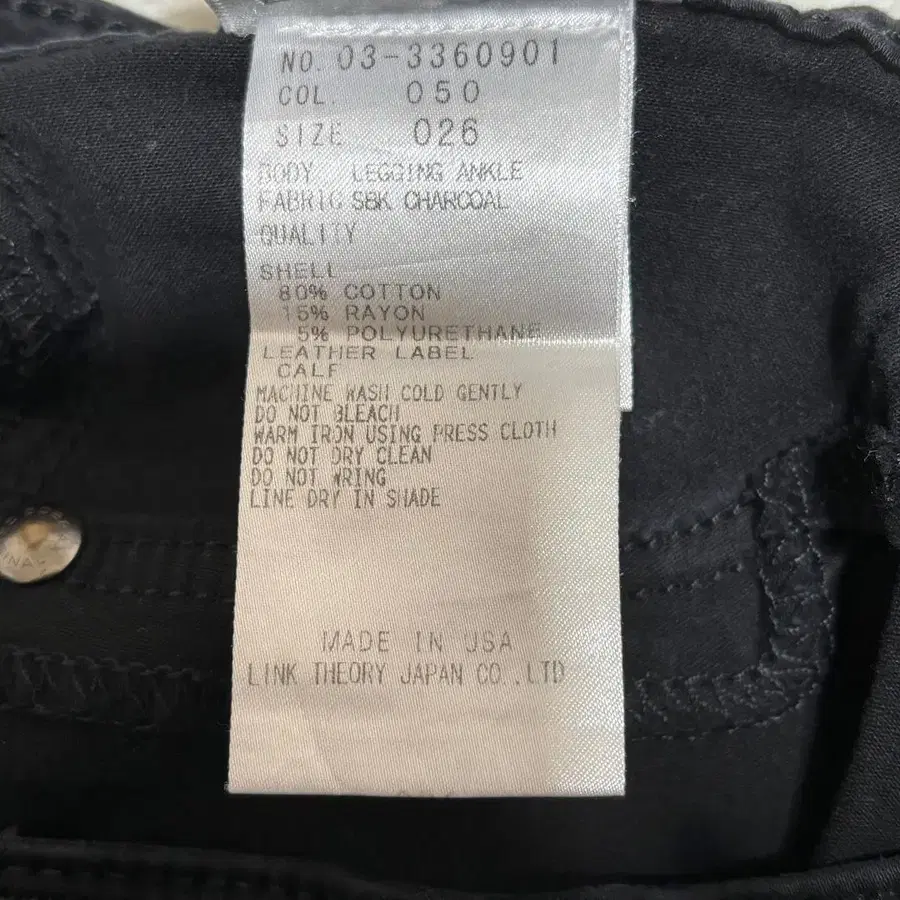 NO. 03-3360901
COL. 050
SIZE 026
BODY LEGGING ANKLE
FABRIC SBK CHARCOAL
QUALITY
SHELL
80% COTTON
15% RAYON
5% POLYURETHANE
LEATHER LABEL
CALF
MACHINE WASH COLD GENTLY
DO NOT BLEACH
WARM IRON USING PRESS CLOTH
DO NOT DRY CLEAN
DO NOT WRING
LINE DRY IN SHADE
MADE IN USA
LINK THEORY JAPAN CO.,LTD